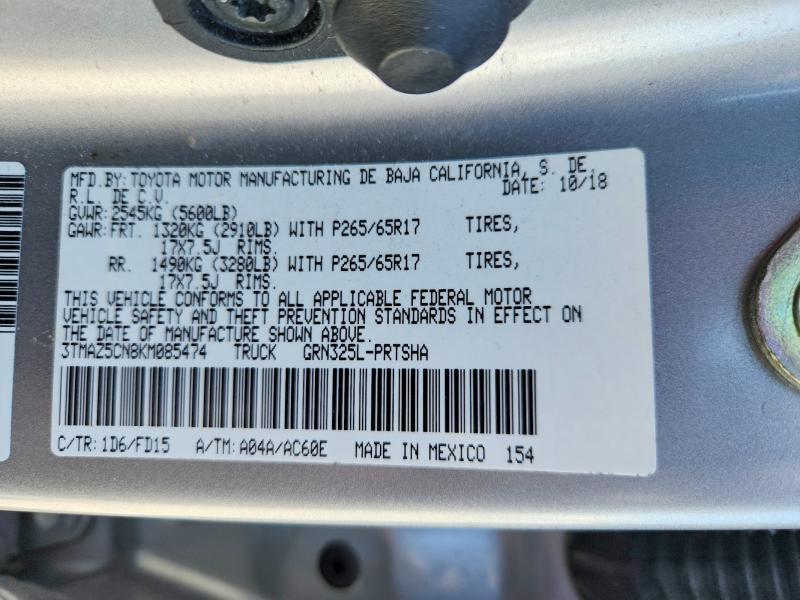 MFD.BY: TOYOTA MOTOR MANUFACTURING DE BAJA CALIFORNIA, S. DE
R.L. DE C.V. DATE: 10/18
GVWR: 2545KG (5600LB)
GAWR: FRT. 1320KG (2910LB) WITH P265/65R17 TIRES,
17X7.5J RIMS.
RR. 1490KG (3280LB) WITH P265/65R17 TIRES,
17X7.5J RIMS.
THIS VEHICLE CONFORMS TO ALL APPLICABLE FEDERAL MOTOR
VEHICLE SAFETY AND THEFT PREVENTION STANDARDS IN EFFECT ON
THE DATE OF MANUFACTURE SHOWN ABOVE.
3TMAZ5CN8KM085474 TRUCK GRN325L-PRTSHA
C/TR: 1D6/FD15 A/TM: A04A/AC60E MADE IN MEXICO 154